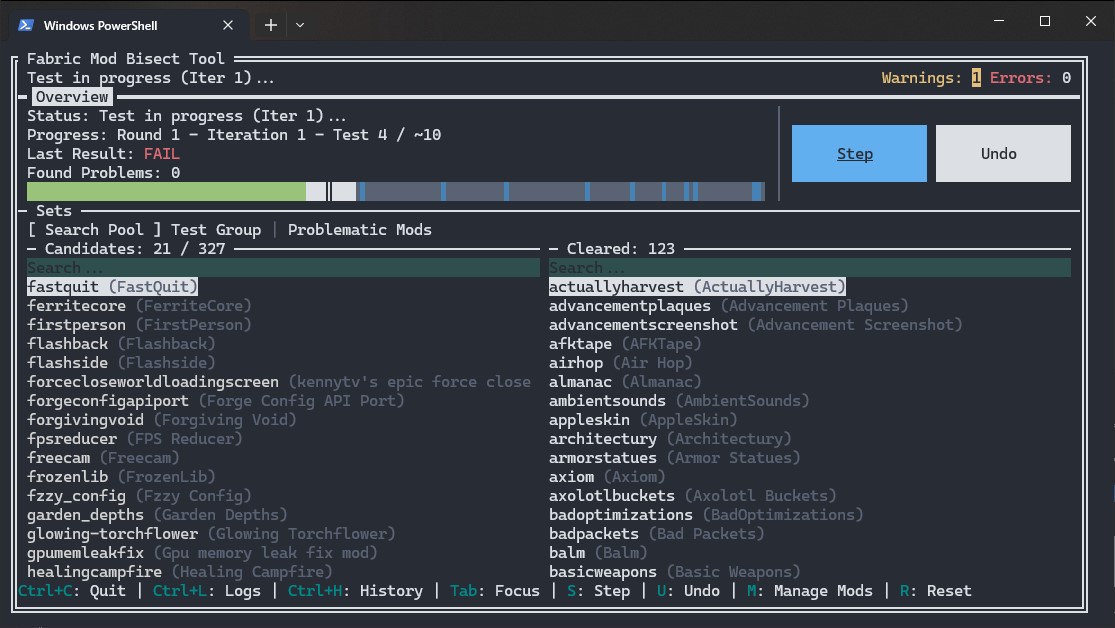 Windows PowerShell
Fabric Mod Bisect Tool
Test in progress (Iter 1)... Warnings: 1 Errors: 0
Overview
Status: Test in progress (Iter 1)...
Progress: Round 1 - Iteration 1 - Test 4 / ~10
Last Result: FAIL
Found Problems: 0
Step Undo
Sets
[ Search Pool ] Test Group | Problematic Mods
Candidates: 21 / 327
Search...
fastquit (FastQuit)
ferritecore (FerriteCore)
firstperson (FirstPerson)
flashback (Flashback)
flashside (Flashside)
forcecloseworldloadingscreen (kennytv's epic force close
forgeconfigapiport (Forge Config API Port)
forgivingvoid (Forgiving Void)
fpsreducer (FPS Reducer)
freecam (Freecam)
frozenlib (FrozenLib)
fzzy_config (Fzzy Config)
garden_depths (Garden Depths)
glowing-torchflower (Glowing Torchflower)
gpumemleakfix (Gpu memory leak fix mod)
healingcampfire (Healing Campfire)
Cleared: 123
Search...
actuallyharvest (ActuallyHarvest)
advancementplaques (Advancement Plaques)
advancementscreenshot (Advancement Screenshot)
afktape (AFKTape)
airhop (Air Hop)
almanac (Almanac)
ambientsounds (AmbientSounds)
appleskin (AppleSkin)
architectury (Architectury)
armorstatues (Armor Statues)
axiom (Axiom)
axolotlbuckets (Axolotl Buckets)
badoptimizations (BadOptimizations)
badpackets (Bad Packets)
balm (Balm)
basicweapons (Basic Weapons)
Ctrl+C: Quit | Ctrl+L: Logs | Ctrl+H: History | Tab: Focus | S: Step | U: Undo | M: Manage Mods | R: Reset